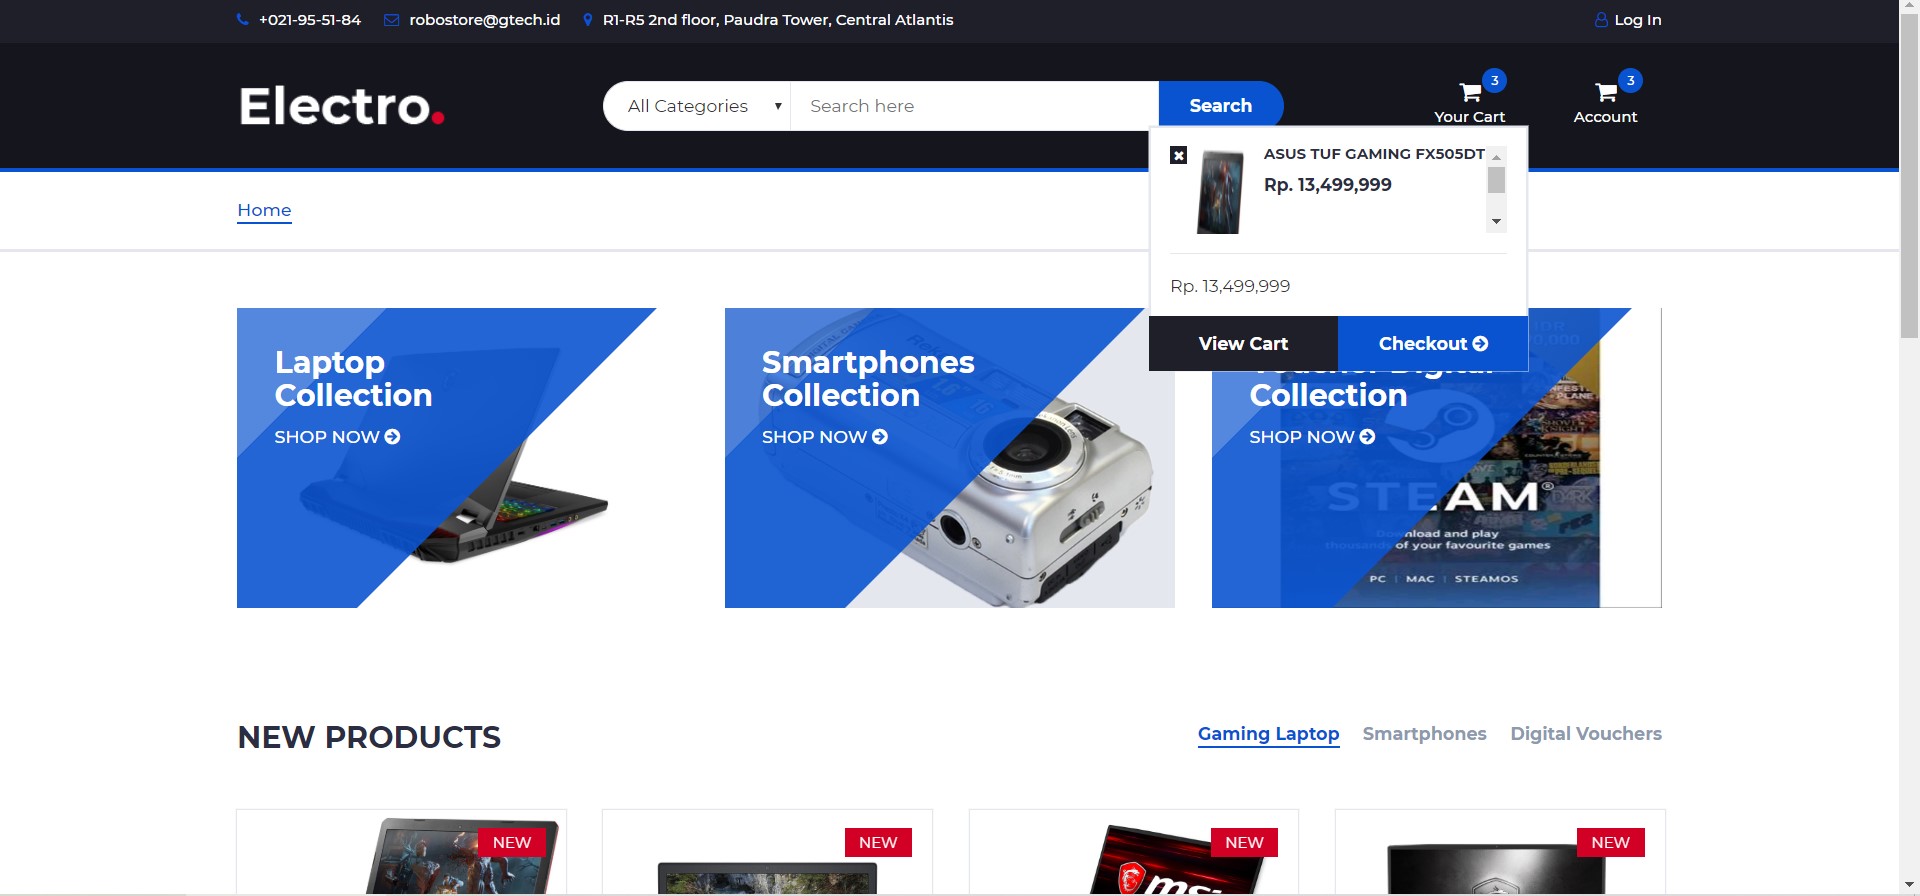 +021-95-51-84 robostore@gtech.id R1-R5 2nd floor, Paudra Tower, Central Atlantis Log In
Electro.
All Categories Search here Search
3 3
Your Cart Account
ASUS TUF GAMING FX505DT
Rp. 13,499,999
Home
Rp. 13,499,999
View Cart Checkout
Laptop
Collection
SHOP NOW
Smartphones
Collection
SHOP NOW
Collection
SHOP NOW
STEAM®
Download and play
thousands of your favourite games
PC | MAC | STEAMOS
NEW PRODUCTS
Gaming Laptop Smartphones Digital Vouchers
NEW NEW NEW NEW
msi